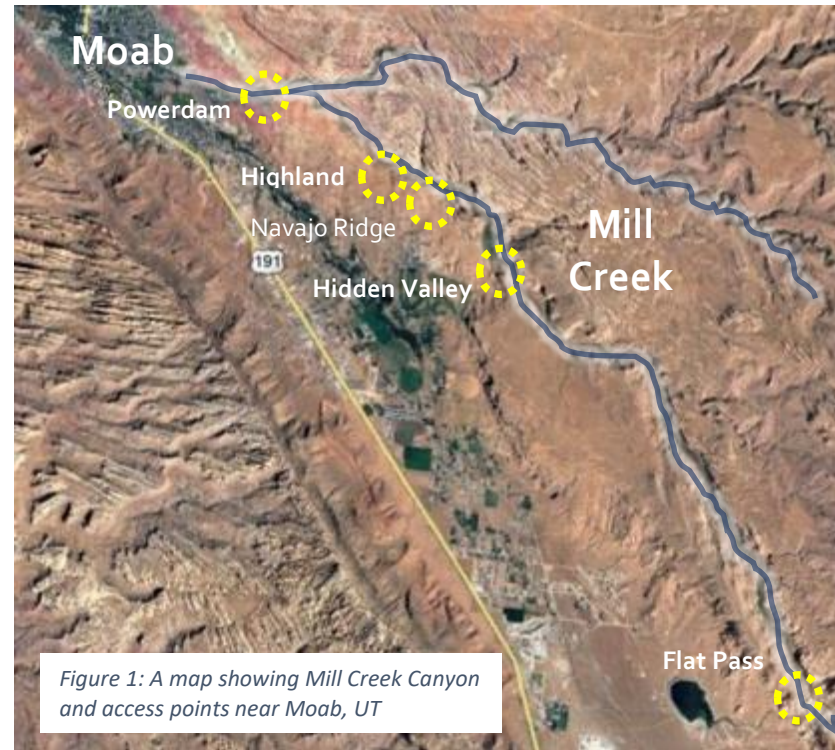 Moab
Powerdam
Highland
Navajo Ridge
191
Hidden Valley
Mill
Creek
Flat Pass
Figure 1: A map showing Mill Creek Canyon
and access points near Moab, UT